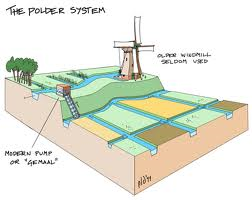 THE POLDER SYSTEM
OLDER WINDMILL
SELDOM USED
MODERN PUMP
OR "GEMAAL"